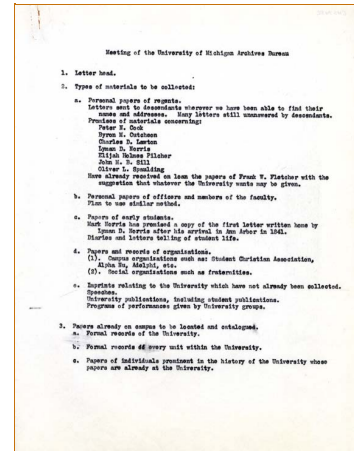 Meeting of the University of Michigan Archives Bureau
1. Letter head.
2. Types of materials to be collected:
a. Personal papers of regents.
Letters sent to descendants wherever we have been able to find their
names and addresses. Many letters still unanswered by descendants.
Promises of materials concerning:
Peter N. Cook
Byron M. Cutcheon
Charles D. Lawton
Lyman D. Norris
Elijah Holmes Pilcher
John M. B. Sill
Oliver L. Spaulding
Have already received on loan the papers of Frank W. Fletcher with the
suggestion that whatever the University wants may be given.
b. Personal papers of officers and members of the faculty.
Plan to use similar method.
c. Papers of early students.
Mark Norris has promised a copy of the first letter written home by
Lyman D. Norris after his arrival in Ann Arbor in 1841.
Diaries and letters telling of student life.
d. Papers and records of organizations.
(1). Campus organizations such as: Student Christian Association,
Alpha Nu, Adelphi, etc.
(2). Social organizations such as fraternities.
e. Imprints relating to the University which have not already been collected.
Speeches.
University publications, including student publications.
Programs of performances given by University groups.
3. Papers already on campus to be located and catalogued.
a. Formal records of the University.
b. Formal records of every unit within the University.
c. Papers of individuals prominent in the history of the University whose
papers are already at the University.